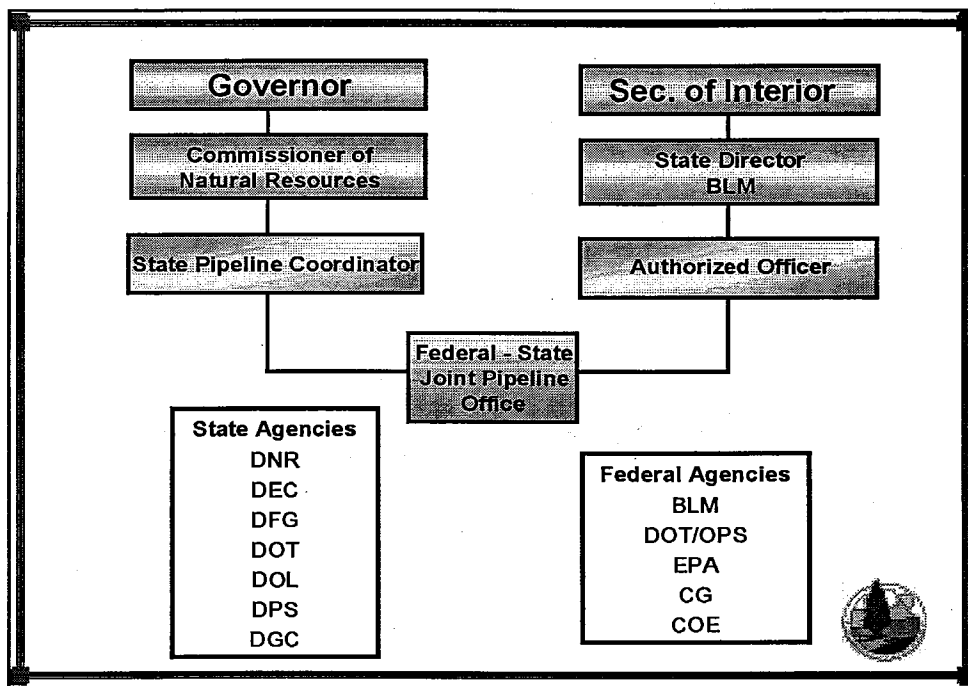 Governor
Commissioner of
Natural Resources
State Pipeline Coordinator
Sec. of Interior
State Director
BLM
Authorized Officer
Federal - State
Joint Pipeline
Office
State Agencies
DNR
DEC
DFG
DOT
DOL
DPS
DGC
Federal Agencies
BLM
DOT/OPS
EPA
CG
COE